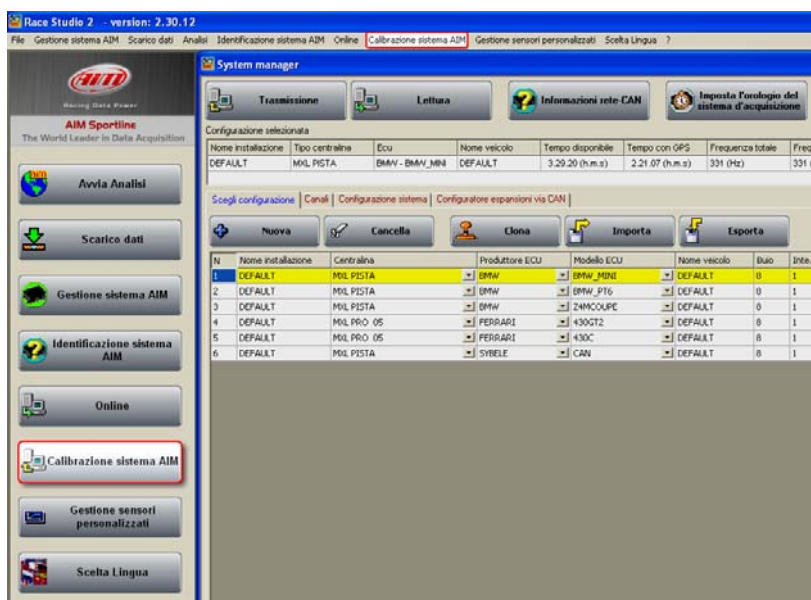 Race Studio 2 - version: 2.30.12
File Gestione sistema AIM Scarico dati Analisi Identificazione sistema AIM Online Calibrazione sistema AIM Gestione sensori personalizzati Scelta Lingua ?
AIM
Racing Data Power
AIM Sportline
The World Leader in Data Acquisition
Avvia Analisi
Scarico dati
Gestione sistema AIM
Identificazione sistema
AIM
Online
Calibrazione sistema AIM
Gestione sensori
personalizzati
Scelta Lingua
System manager
Trasmissione Lettura Informazioni rete-CAN Imposta l'orologio del
sistema d'acquisizione
Configurazione selezionata
Nome installazione Tipo centralina Ecu Nome veicolo Tempo disponibile Tempo con GPS Frequenza totale Freq
DEFAULT MXL PISTA BMW - BMW_MINI DEFAULT 3.29.20 (h.m.s) 2.21.07 (h.m.s) 331 (Hz) 331
Scegli configurazione Canali Configurazione sistema Configuratore espansioni via CAN
Nuova Cancella Clona Importa Esporta
N Nome installazione Centralina Produttore ECU Modello ECU Nome veicolo Buio Inte.
1 DEFAULT MXL PISTA BMW BMW_MINI DEFAULT 8 1
2 DEFAULT MXL PISTA BMW BMW_PT6 DEFAULT 8 1
3 DEFAULT MXL PISTA BMW Z4MCOUPE DEFAULT 8 1
4 DEFAULT MXL PRO 05 FERRARI 430GT2 DEFAULT 8 1
5 DEFAULT MXL PRO 05 FERRARI 430C DEFAULT 8 1
6 DEFAULT MXL PISTA SYBELE CAN DEFAULT 8 1